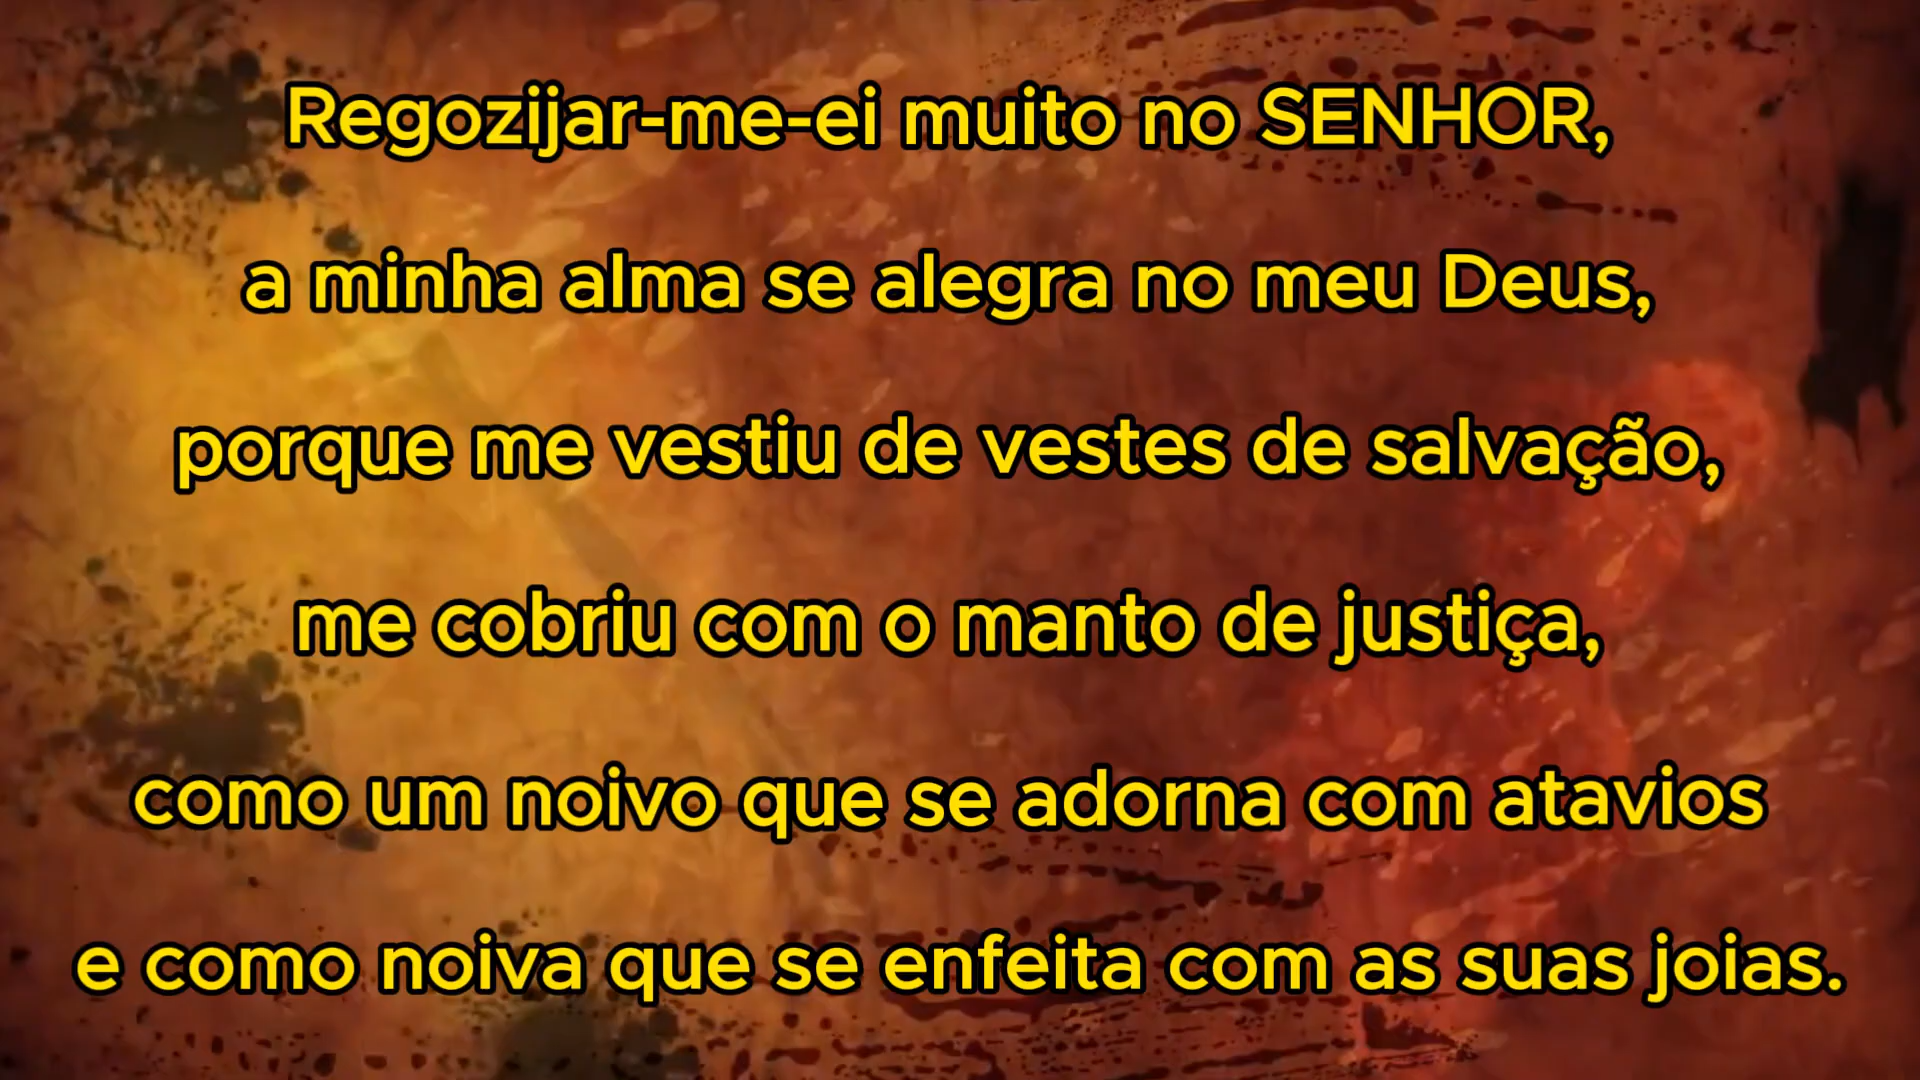 Regozijar-me-ei muito no SENHOR,
a minha alma se alegra no meu Deus,
porque me vestiu de vestes de salvação,
me cobriu com o manto de justiça,
como um noivo que se adorna com atavios
e como noiva que se enfeita com as suas joias.